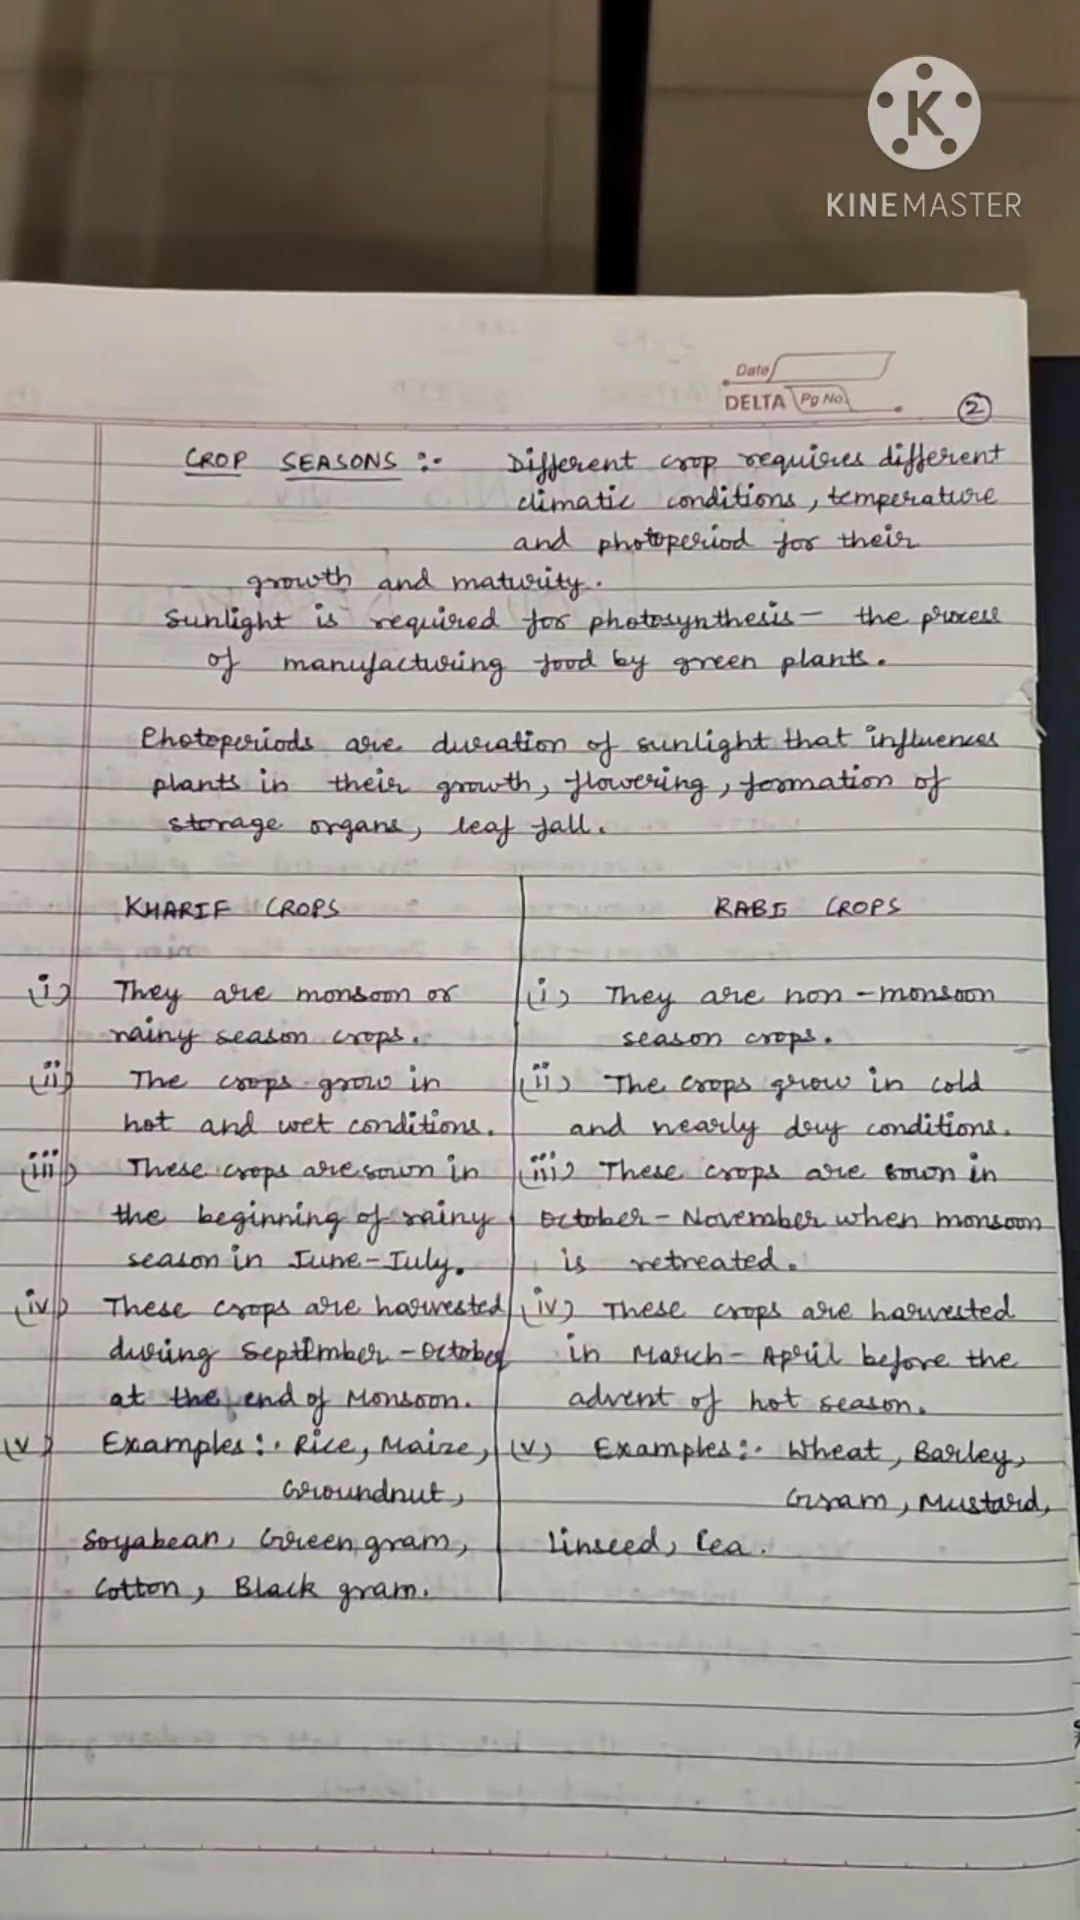 K
KINEMASTER
Date
DELTA Pg No.
2
CROP SEASONS :- Different crop requires different
climatic conditions, temperature
and photoperiod for their
growth and maturity.
Sunlight is required for photosynthesis - the process
of manufacturing food by green plants.
Photoperiods are duration of sunlight that influences
plants in their growth, flowering, formation of
storage organs, leaf fall.
KHARIF CROPS
(i) They are monsoon or
rainy season crops.
(ii) The crops grow in
hot and wet conditions.
(iii) These crops are sown in
the beginning of rainy
season in June-July.
(iv) These crops are harvested
during September-October
at the end of Monsoon.
(v) Examples:- Rice, Maize,
Groundnut,
Soyabean, Green gram,
Cotton, Black gram.
RABI CROPS
(i) They are non-monsoon
season crops.
(ii) The crops grow in cold
and nearly dry conditions.
(iii) These crops are sown in
October-November when monsoon
is retreated.
(iv) These crops are harvested
in March-April before the
advent of hot season.
(v) Examples:- Wheat, Barley,
Gram, Mustard,
Linseed, Pea.